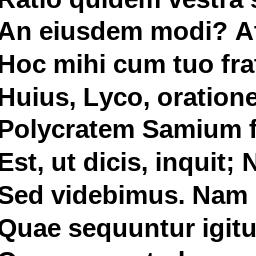 Ratio quidem vestra s
An eiusdem modi? At
Hoc mihi cum tuo frat
Huius, Lyco, oratione
Polycratem Samium f
Est, ut dicis, inquit; N
Sed videbimus. Nam
Quae sequuntur igitu